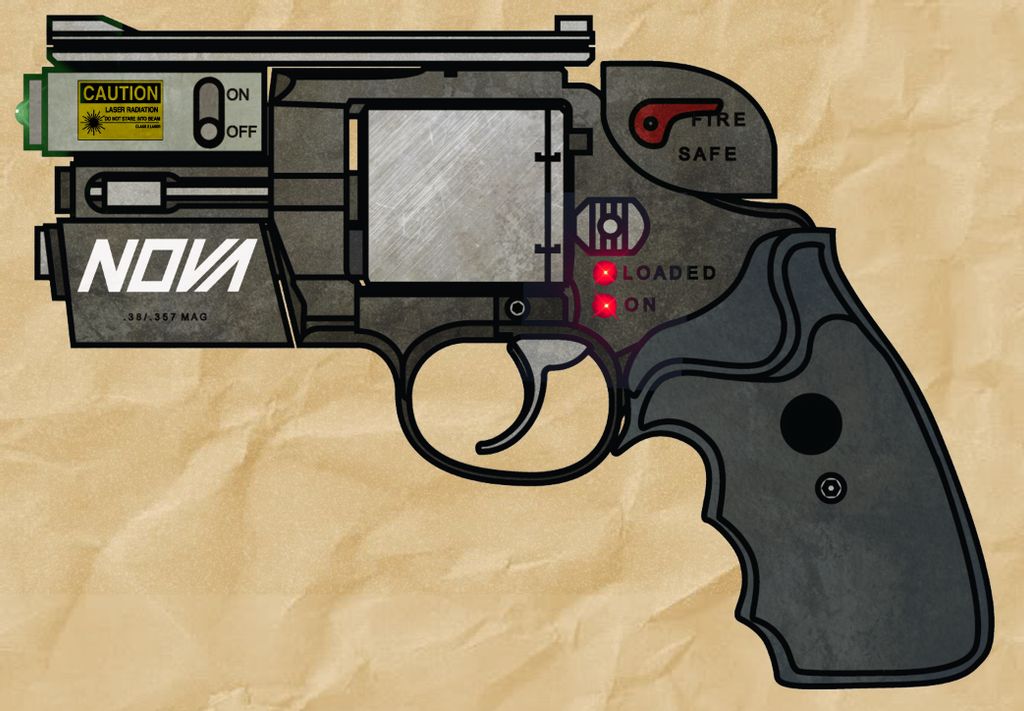 CAUTION
LASER RADIATION
DO NOT STARE INTO BEAM
CLASS 2 LASER
ON
OFF
FIRE
SAFE
LOADED
ON
NOVA
.38/.357 MAG